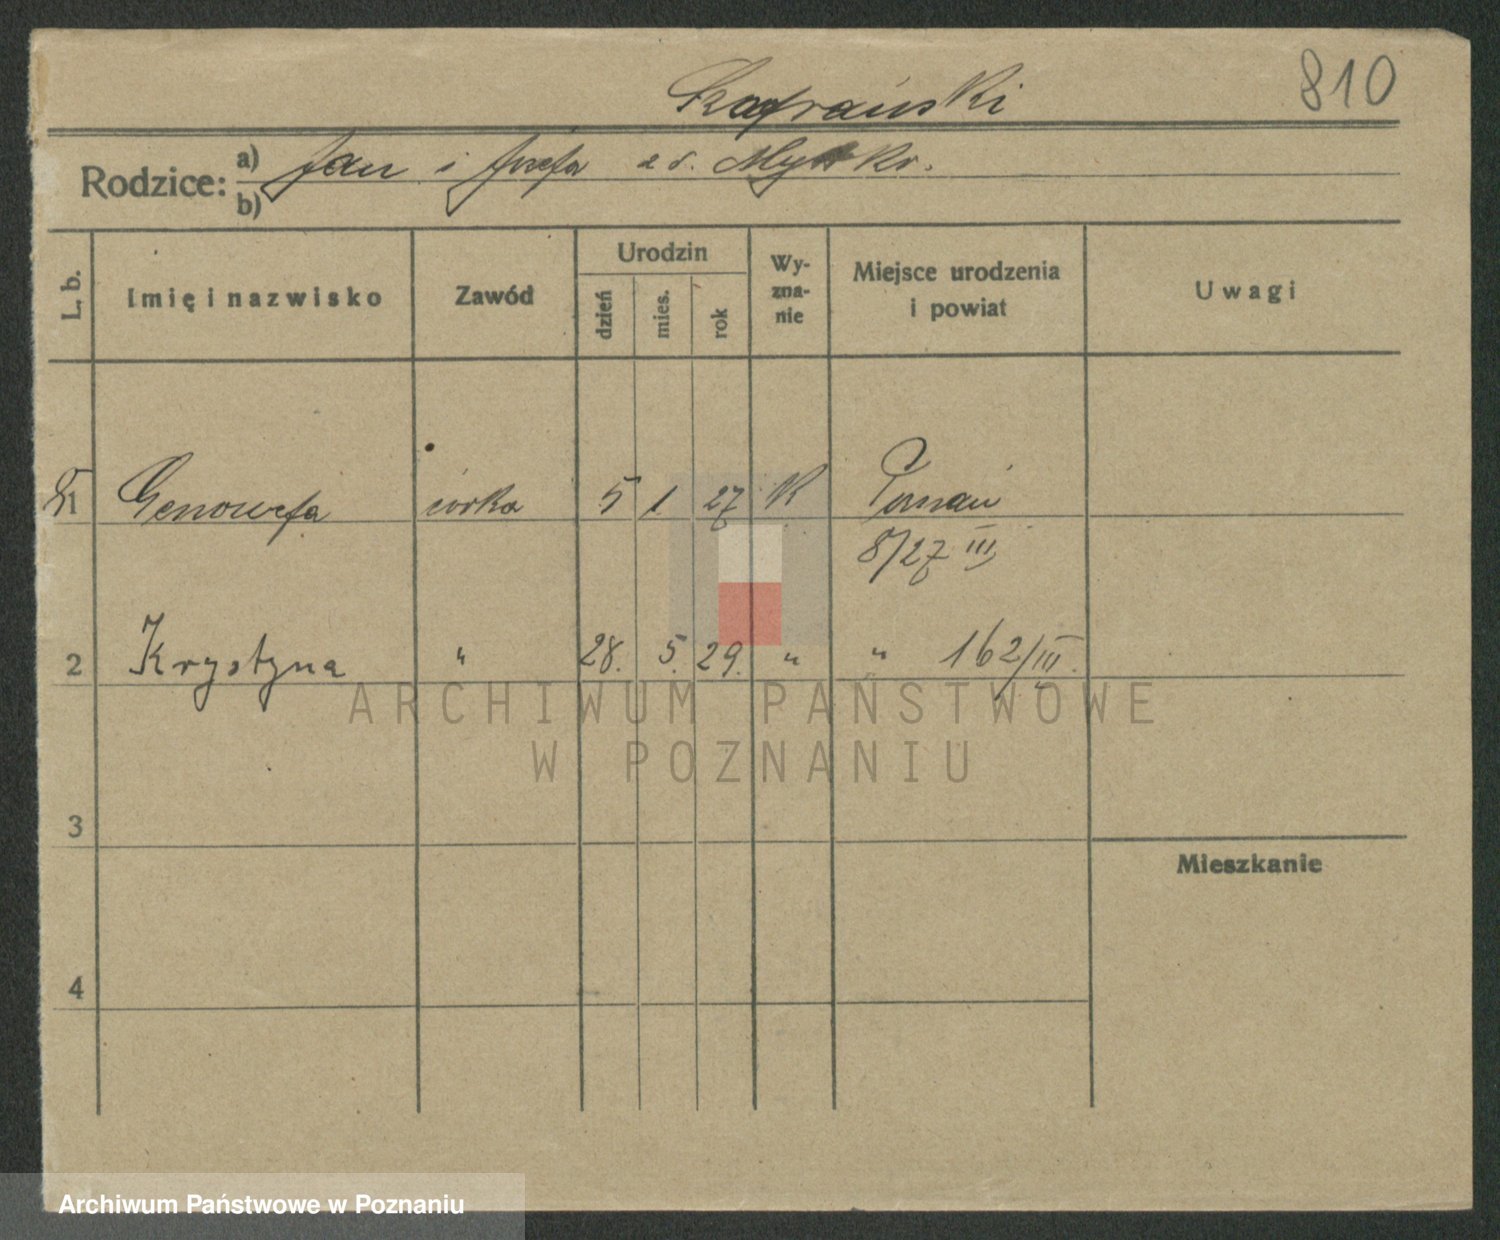 810
Szafrański
Rodzice: a) Jan i Józefa z d.
b)
L. b. Imię i nazwisko Zawód Urodzin Wy-zna-nie Miejsce urodzenia i powiat Uwagi
dzień mies. rok
1 Genowefa córka 5 1 27 K Poznań
8/27 III
2 Krystyna " 28. 5. 29. " " 162/III.
ARCHIWUM PAŃSTWOWE
W POZNANIU
3
Mieszkanie
4
Archiwum Państwowe w Poznaniu